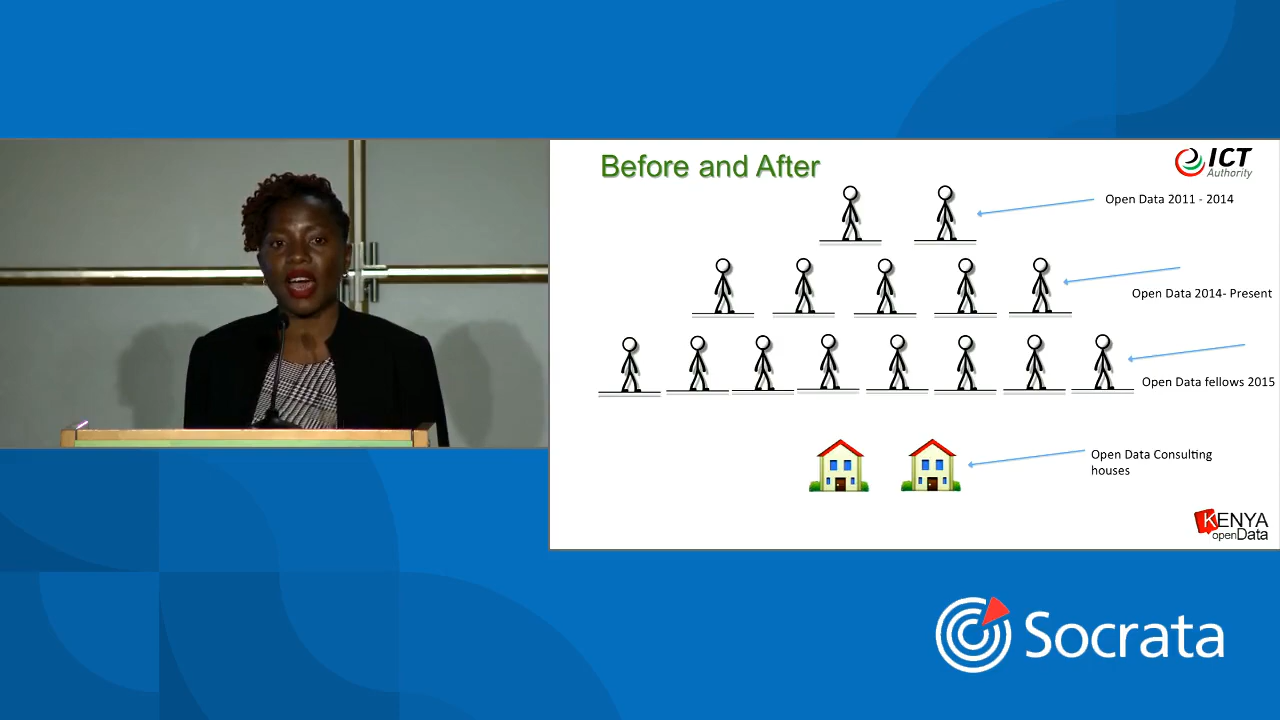 Before and After
ICT
Authority
Open Data 2011 - 2014
Open Data 2014- Present
Open Data fellows 2015
Open Data Consulting
houses
KENYA
openData
Socrata